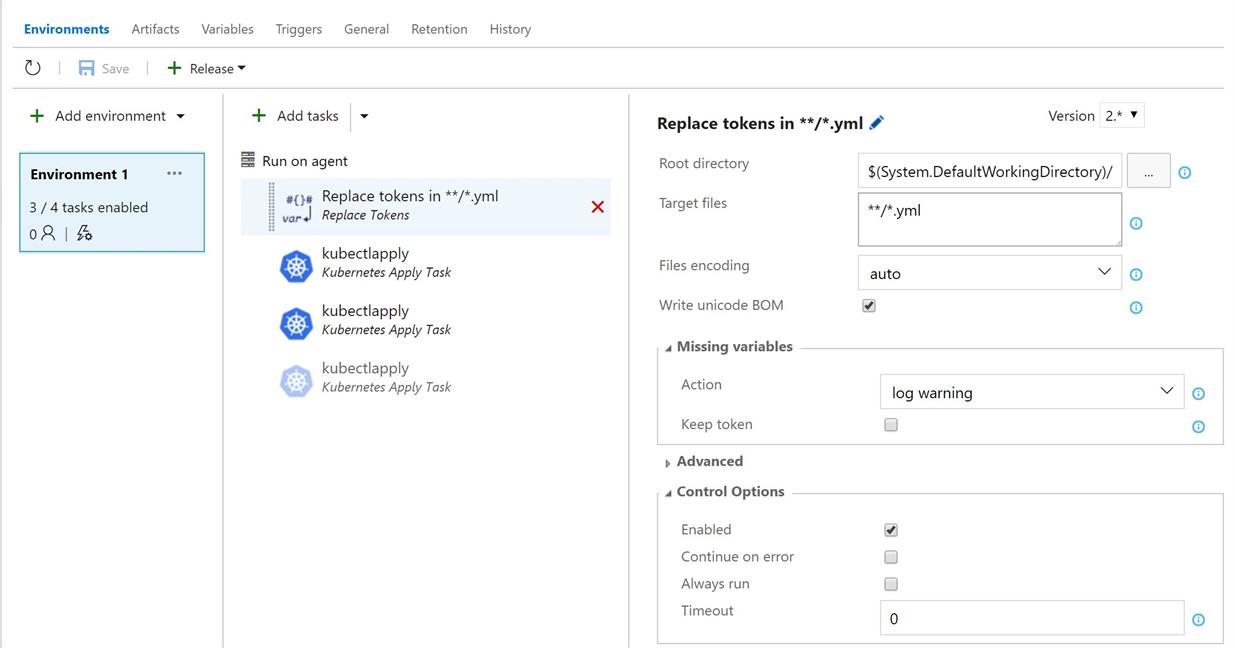 Environments Artifacts Variables Triggers General Retention History
Save Release
Add environment
Environment 1 ...
3 / 4 tasks enabled
0
Add tasks
Run on agent
#{}#
var
Replace tokens in **/*.yml
Replace Tokens
kubectlapply
Kubernetes Apply Task
kubectlapply
Kubernetes Apply Task
kubectlapply
Kubernetes Apply Task
Replace tokens in **/*.yml
Version 2.*
Root directory $(System.DefaultWorkingDirectory)/ ...
Target files **/*.yml
Files encoding auto
Write unicode BOM
Missing variables
Action log warning
Keep token
Advanced
Control Options
Enabled
Continue on error
Always run
Timeout 0